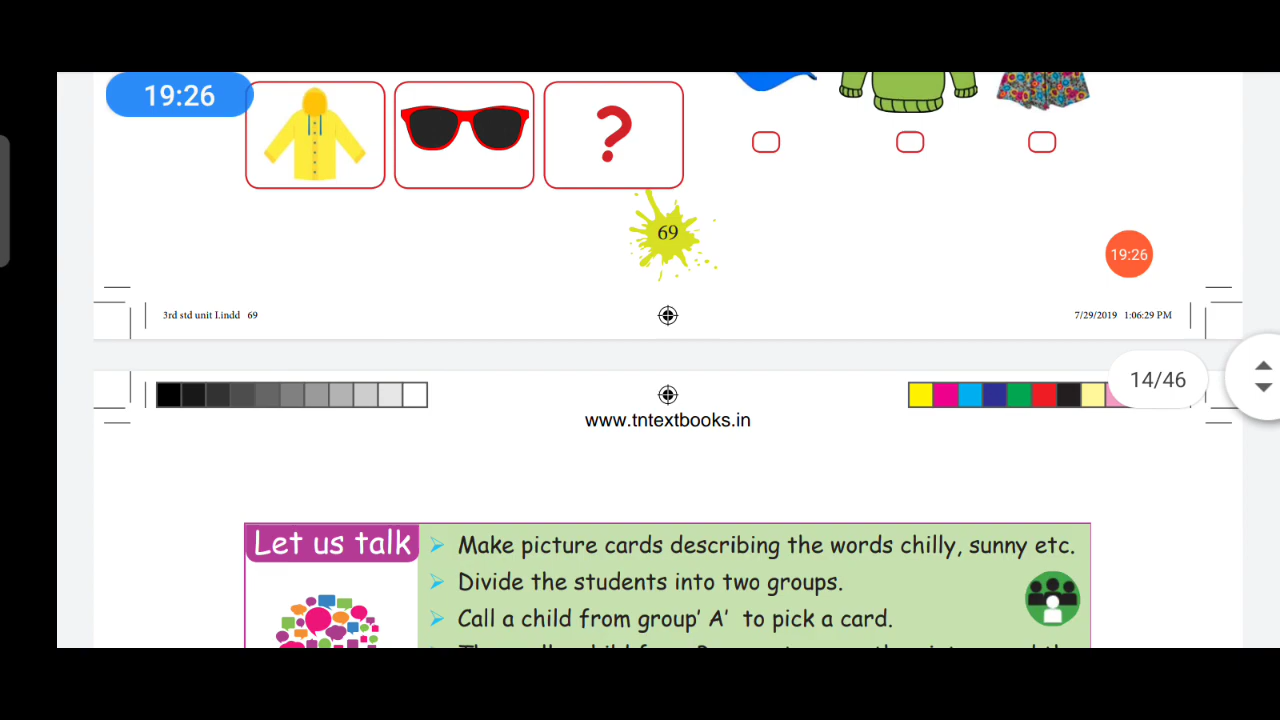 19:26
?
69
19:26
3rd std unit I.indd   69
7/29/2019   1:06:29 PM
14/46
www.tntextbooks.in
Let us talk
Make picture cards describing the words chilly, sunny etc.
Divide the students into two groups.
Call a child from group' A'  to pick a card.